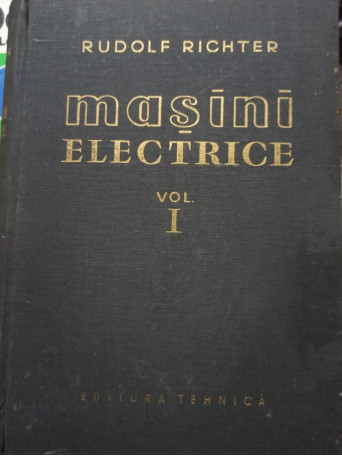 RUDOLF RICHTER
mașini
ELECTRICE
VOL.
I
EDITURA TEHNICĂ